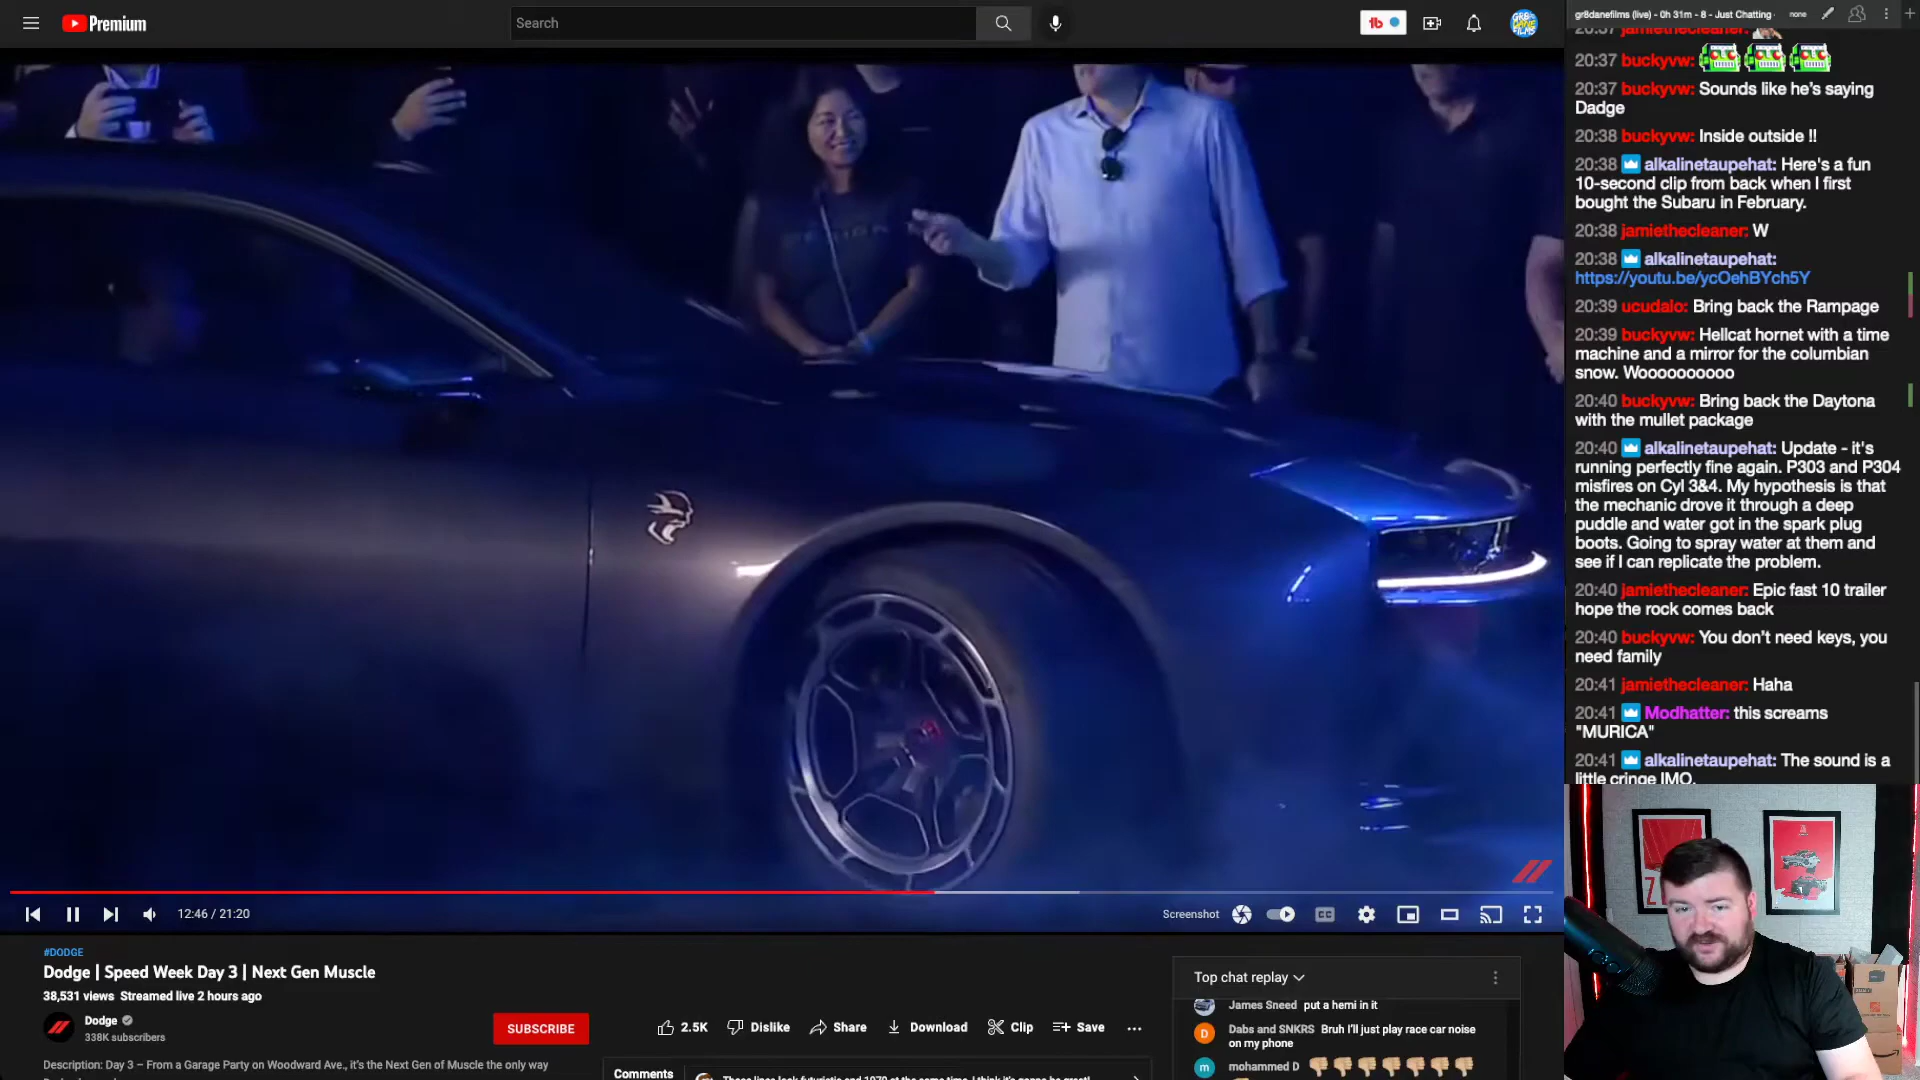 Premium
Search
tb
DESIGN
12:46 / 21:20
Screenshot
CC
#DODGE
Dodge | Speed Week Day 3 | Next Gen Muscle
38,531 views Streamed live 2 hours ago
Dodge
338K subscribers
SUBSCRIBE
2.5K
Dislike
Share
Download
Clip
Save
Description: Day 3 – From a Garage Party on Woodward Ave., it's the Next Gen of Muscle the only way
Comments
Top chat replay
James Sneed put a hemi in it
D
Dabs and SNKRS Bruh I'll just play race car noise
on my phone
m
mohammed D
gr8danefilms (live) - 0h 31m - 8 - Just Chatting
none
20:37 jamiethecleaner:
20:37 buckyvw:
20:37 buckyvw: Sounds like he's saying
Dadge
20:38 buckyvw: Inside outside !!
20:38 alkalinetaupehat: Here's a fun
10-second clip from back when I first
bought the Subaru in February.
20:38 jamiethecleaner: W
20:38 alkalinetaupehat:
https://youtu.be/ycOehBYch5Y
20:39 ucudalo: Bring back the Rampage
20:39 buckyvw: Hellcat hornet with a time
machine and a mirror for the columbian
snow. Woooooooooo
20:40 buckyvw: Bring back the Daytona
with the mullet package
20:40 alkalinetaupehat: Update - it's
running perfectly fine again. P303 and P304
misfires on Cyl 3&4. My hypothesis is that
the mechanic drove it through a deep
puddle and water got in the spark plug
boots. Going to spray water at them and
see if I can replicate the problem.
20:40 jamiethecleaner: Epic fast 10 trailer
hope the rock comes back
20:40 buckyvw: You don't need keys, you
need family
20:41 jamiethecleaner: Haha
20:41 Modhatter: this screams
"MURICA"
20:41 alkalinetaupehat: The sound is a
little cringe IMO.